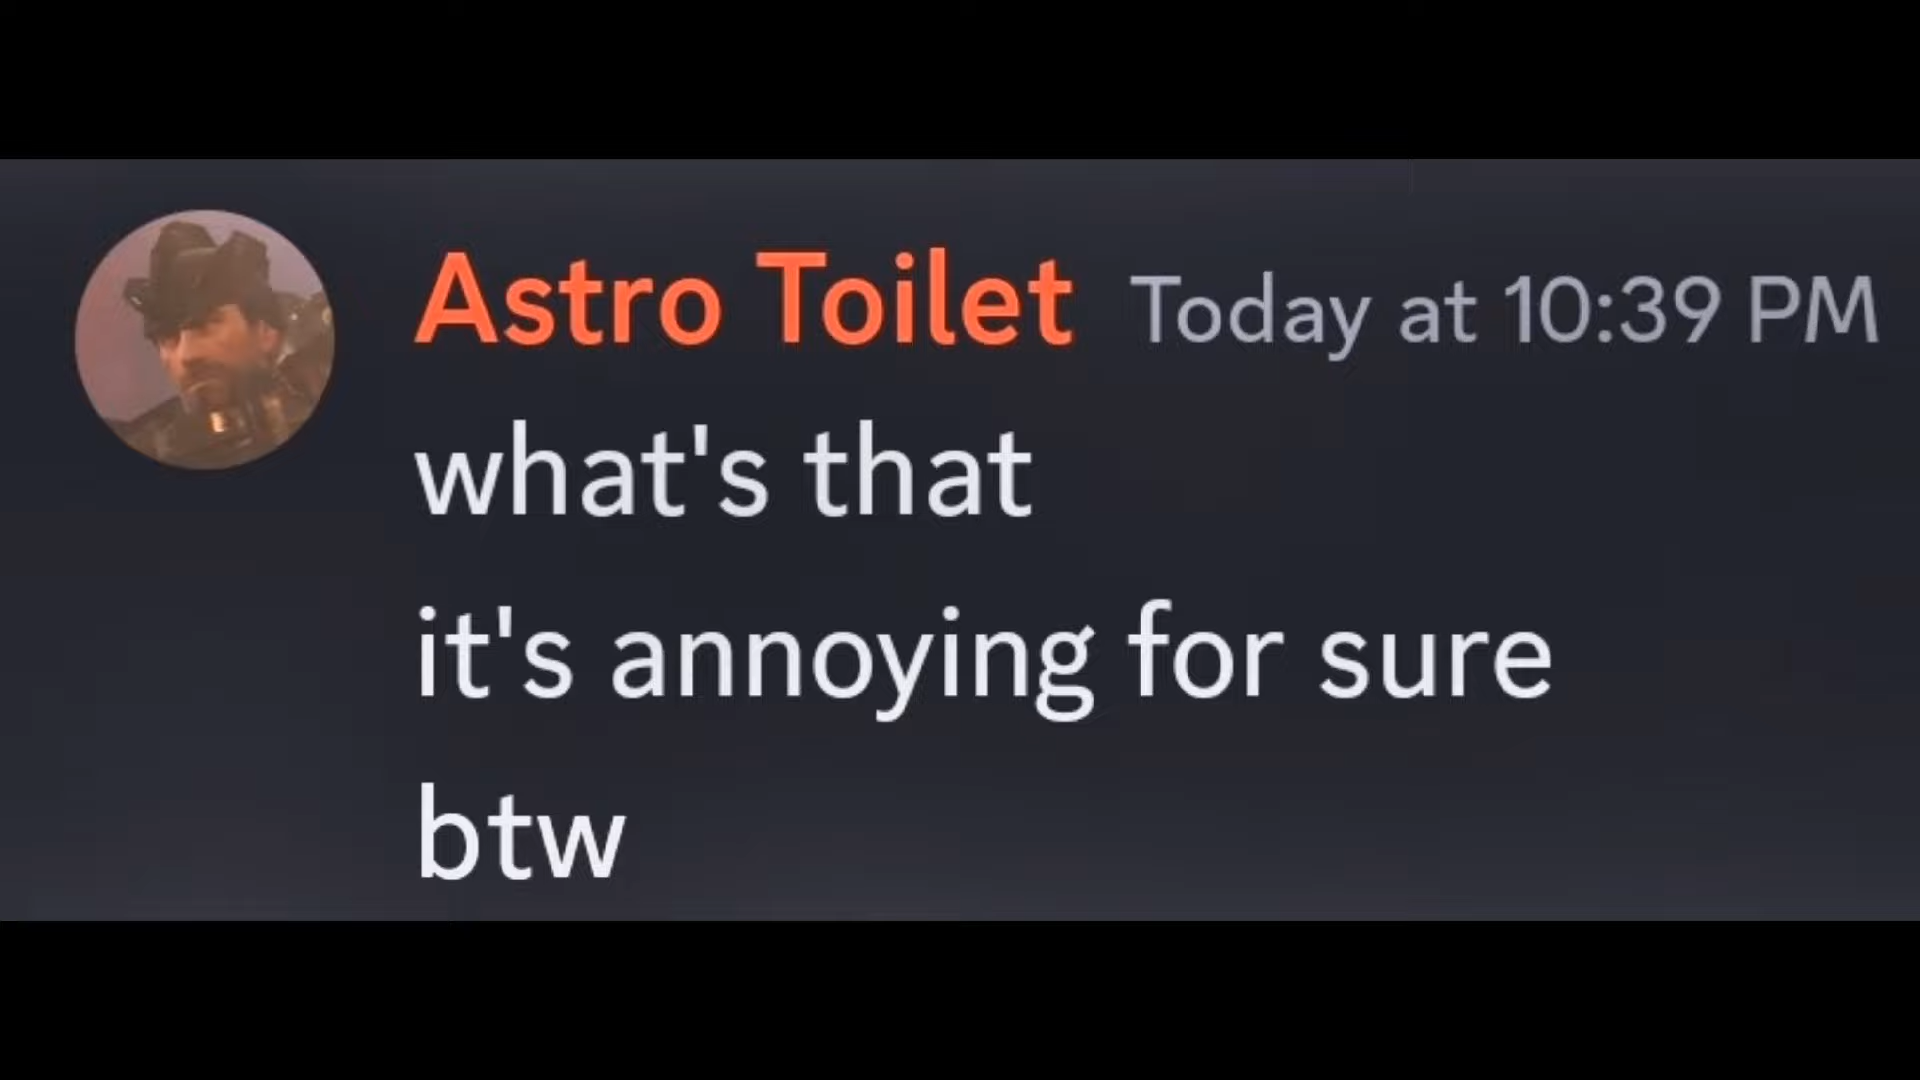 Astro Toilet Today at 10:39 PM
what's that
it's annoying for sure
btw